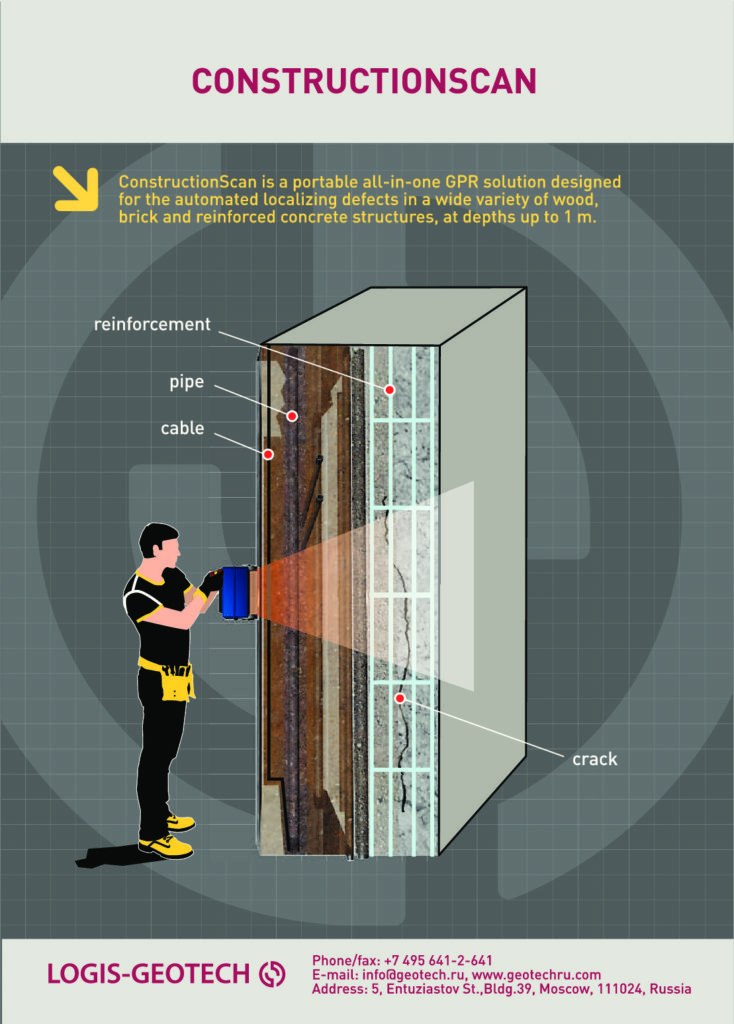 CONSTRUCTIONSCAN
ConstructionScan is a portable all-in-one GPR solution designed
for the automated localizing defects in a wide variety of wood,
brick and reinforced concrete structures, at depths up to 1 m.
reinforcement
pipe
cable
crack
LOGIS-GEOTECH
Phone/fax: +7 495 641-2-641
E-mail: info@geotech.ru, www.geotechru.com
Address: 5, Entuziastov St.,Bldg.39, Moscow, 111024, Russia